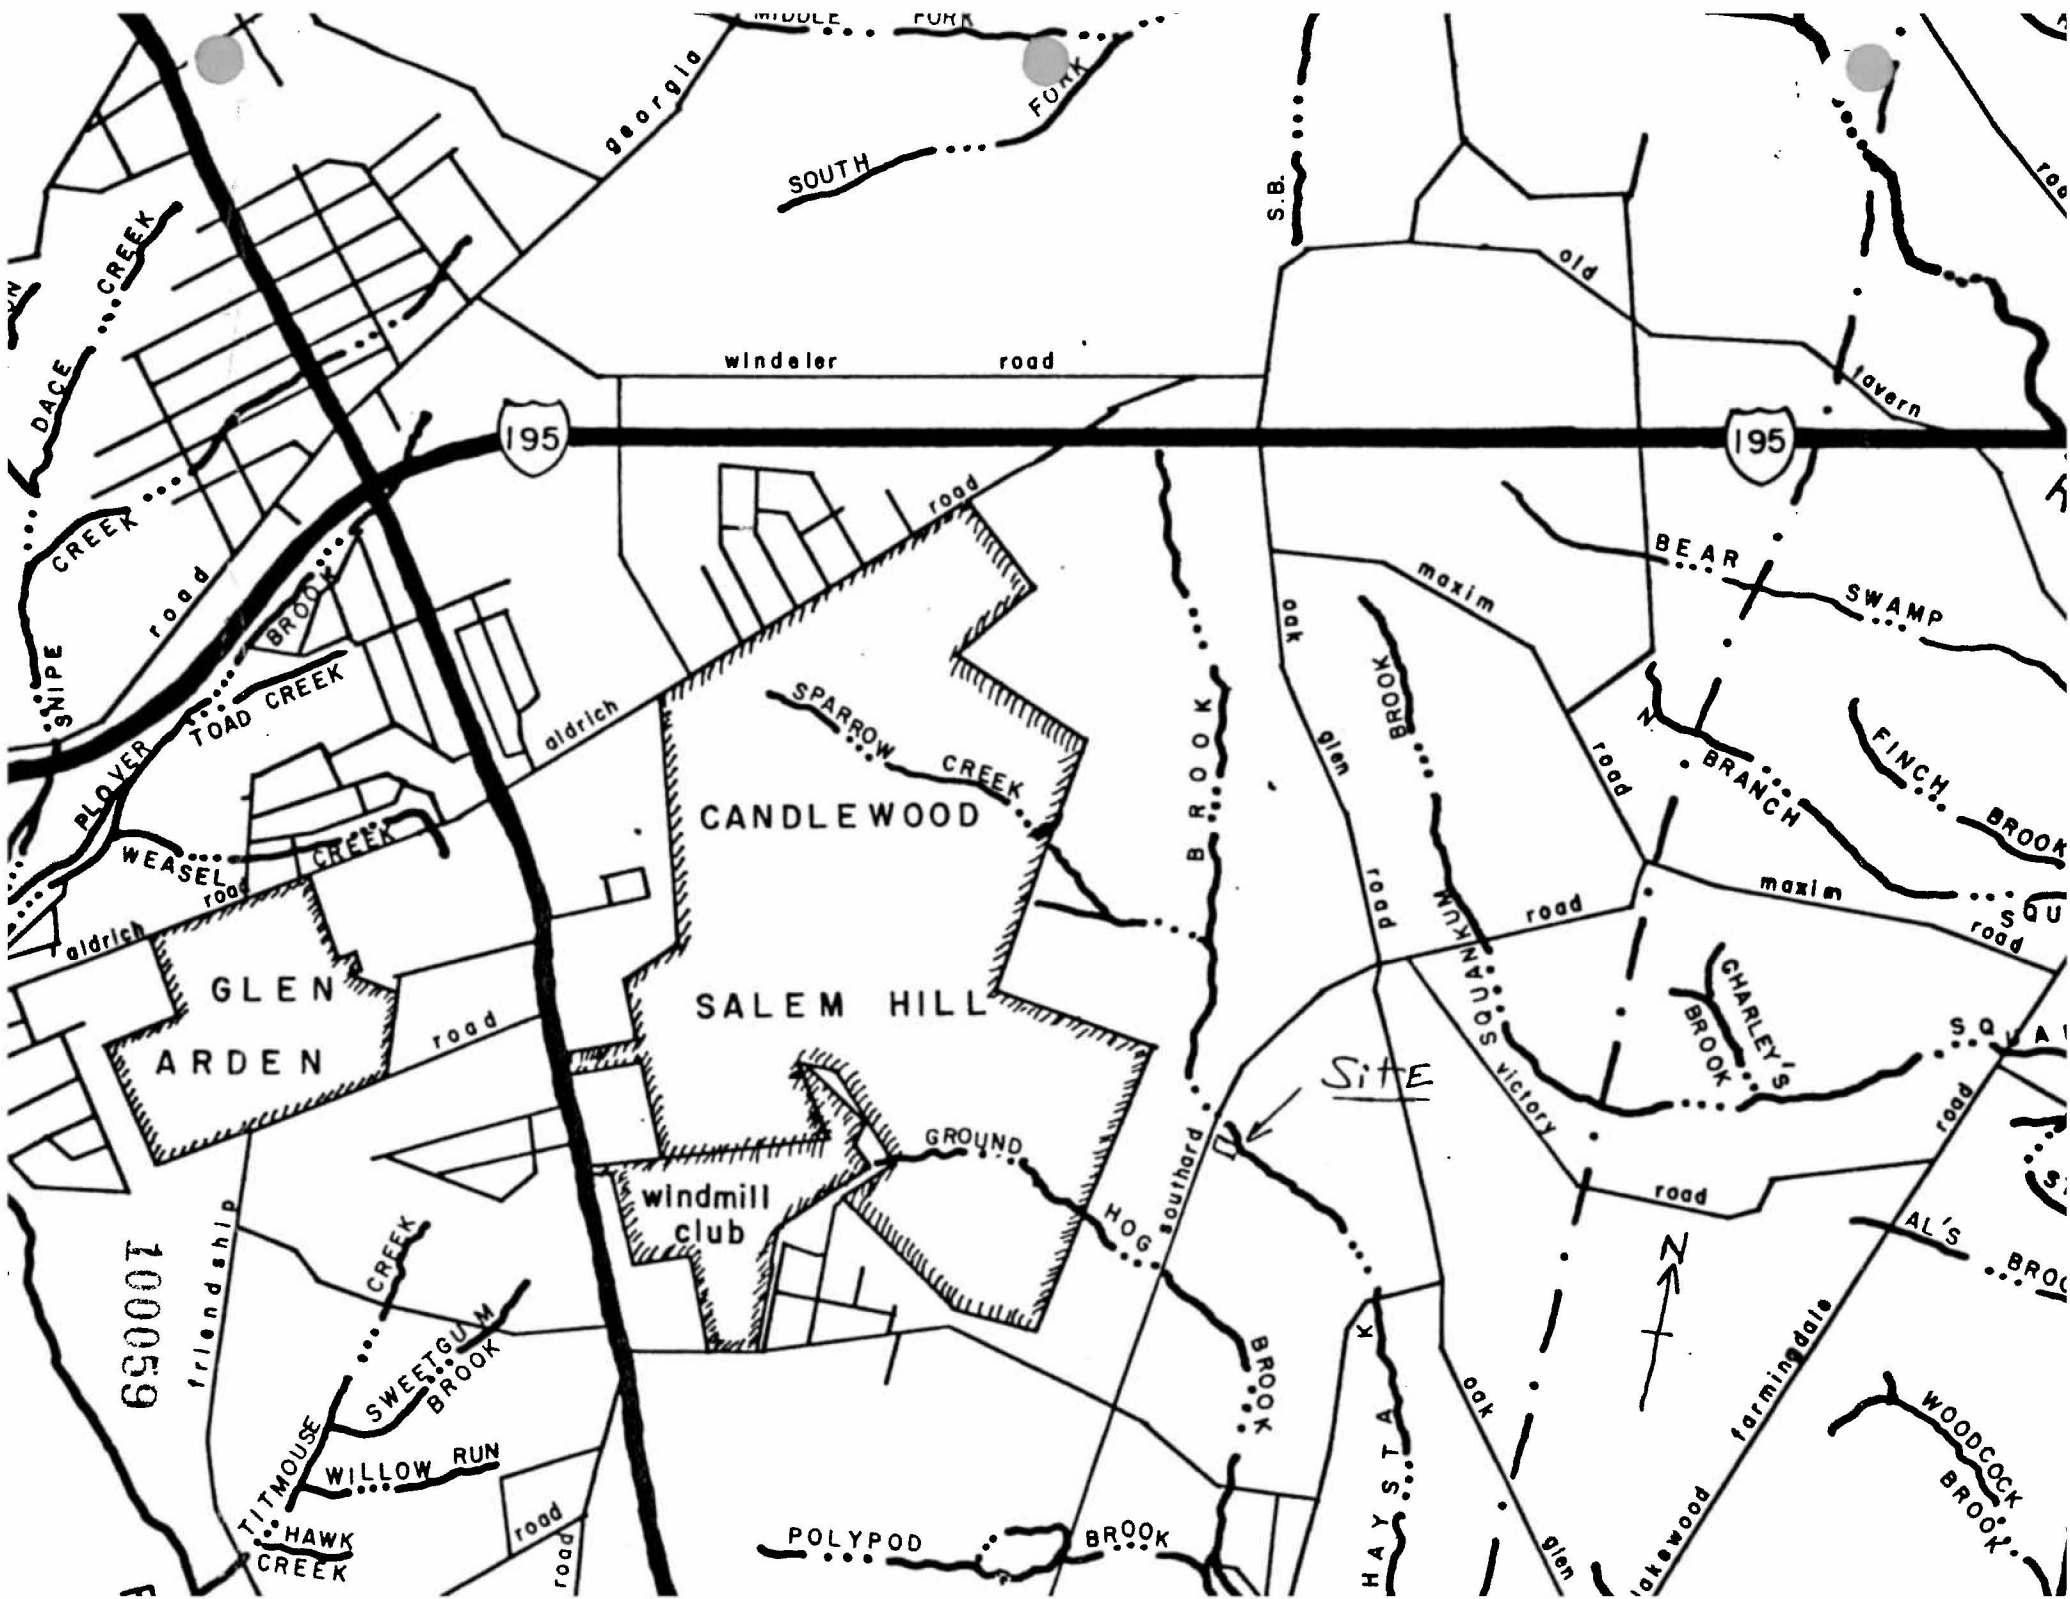 MIDDLE FORK
georgia
FORK
SOUTH
S.B.
old
tavern
road
DACE CREEK
windeler road
195
195
CREEK
road
road
BROOK
SNIPE
TOAD CREEK
PLOVER
WEASEL CREEK
road
aldrich
aldrich
SPARROW CREEK
CANDLEWOOD
SALEM HILL
BROOK
oak
glen
road
maxim
road
BROOK
SQUANKUM
BEAR SWAMP
N
BRANCH
FINCH BROOK
maxim
road
SQU
road
GLEN
ARDEN
road
CHARLEY'S
BROOK
SQUA
road
victory
road
SitE
GROUND
HOG
BROOK
southard
windmill
club
AL'S
BROO
N
friendship
100059
CREEK
SWEETGUM
BROOK
TITMOUSE
WILLOW RUN
HAWK
CREEK
road
road
POLYPOD BROOK
HAYSTAK
oak
glen
farmingdale
lakewood
WOODCOCK
BROOK